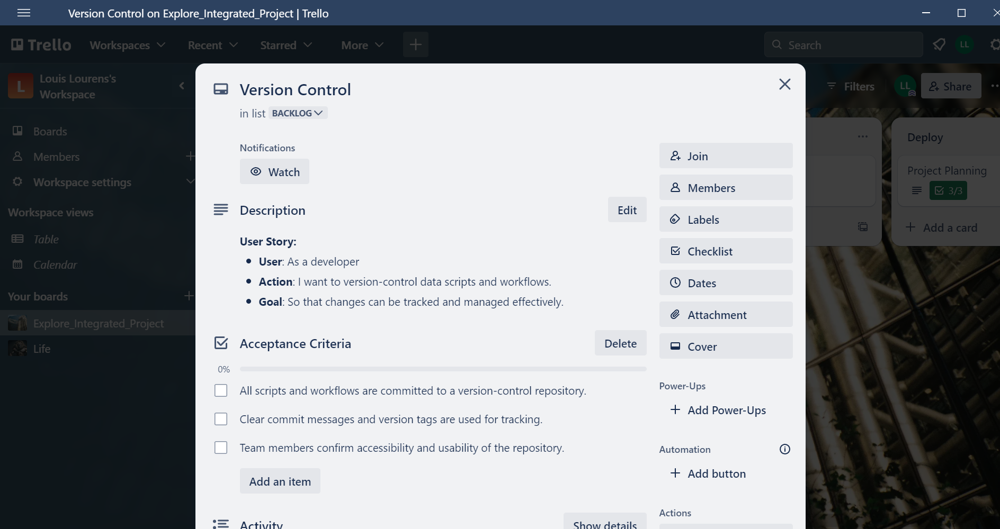 Version Control on Explore_Integrated_Project | Trello
Trello
Workspaces
Recent
Starred
More
Search
LL
L
Louis Lourens's
Workspace
Filters
LL
Share
Boards
Members
Workspace settings
Workspace views
Table
Calendar
Your boards
Explore_Integrated_Project
Life
Version Control
in list BACKLOG
Notifications
Watch
Description
Edit
User Story:
• User: As a developer
• Action: I want to version-control data scripts and workflows.
• Goal: So that changes can be tracked and managed effectively.
Acceptance Criteria
Delete
0%
All scripts and workflows are committed to a version-control repository.
Clear commit messages and version tags are used for tracking.
Team members confirm accessibility and usability of the repository.
Add an item
Activity
Show details
Join
Members
Labels
Checklist
Dates
Attachment
Cover
Power-Ups
Add Power-Ups
Automation
Add button
Actions
Deploy
Project Planning
3/3
Add a card